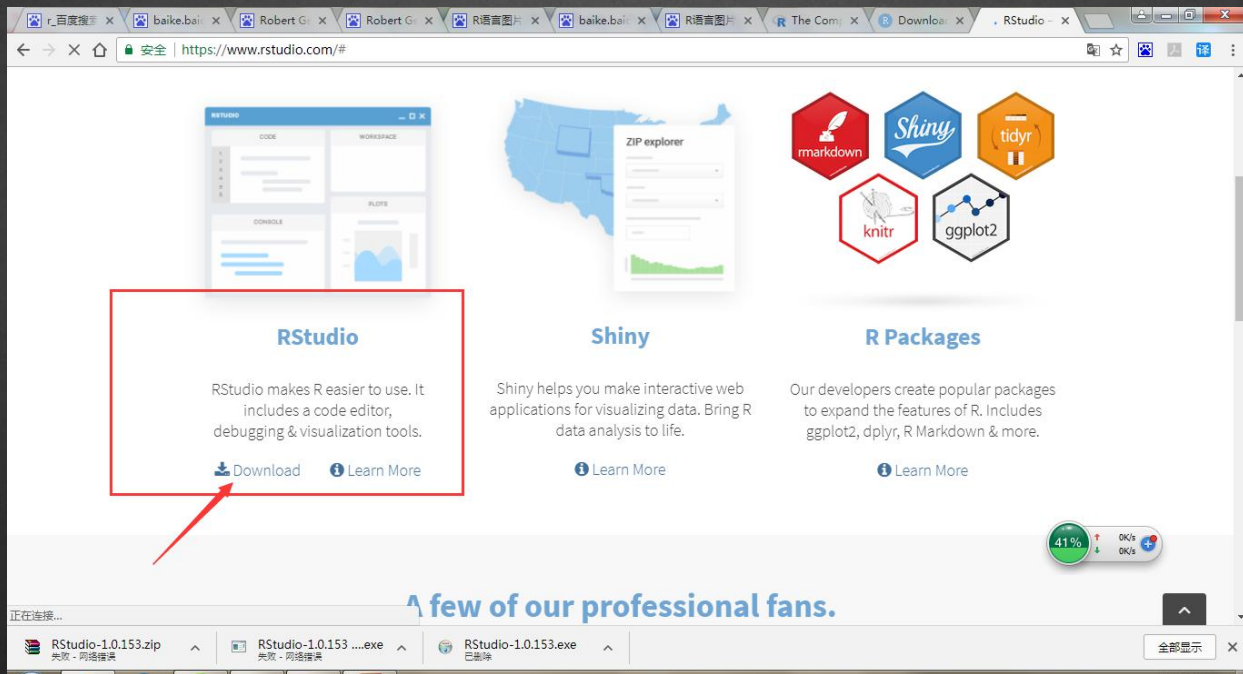 r_百度搜
baike.bai
Robert Ge
Robert Ge
R语言图片
baike.bai
R语言图片
The Comp
Downloa
RStudio –
安全 | https://www.rstudio.com/#
译
RSTUDIO
CODE
WORKSPACE
CONSOLE
PLOTS
ZIP explorer
rmarkdown
Shiny
tidyr
knitr
ggplot2
RStudio
RStudio makes R easier to use. It
includes a code editor,
debugging & visualization tools.
Download
Learn More
Shiny
Shiny helps you make interactive web
applications for visualizing data. Bring R
data analysis to life.
Learn More
R Packages
Our developers create popular packages
to expand the features of R. Includes
ggplot2, dplyr, R Markdown & more.
Learn More
41%
0K/s
0K/s
A few of our professional fans.
正在连接...
RStudio-1.0.153.zip
失败 - 网络错误
RStudio-1.0.153 ....exe
失败 - 网络错误
RStudio-1.0.153.exe
已删除
全部显示